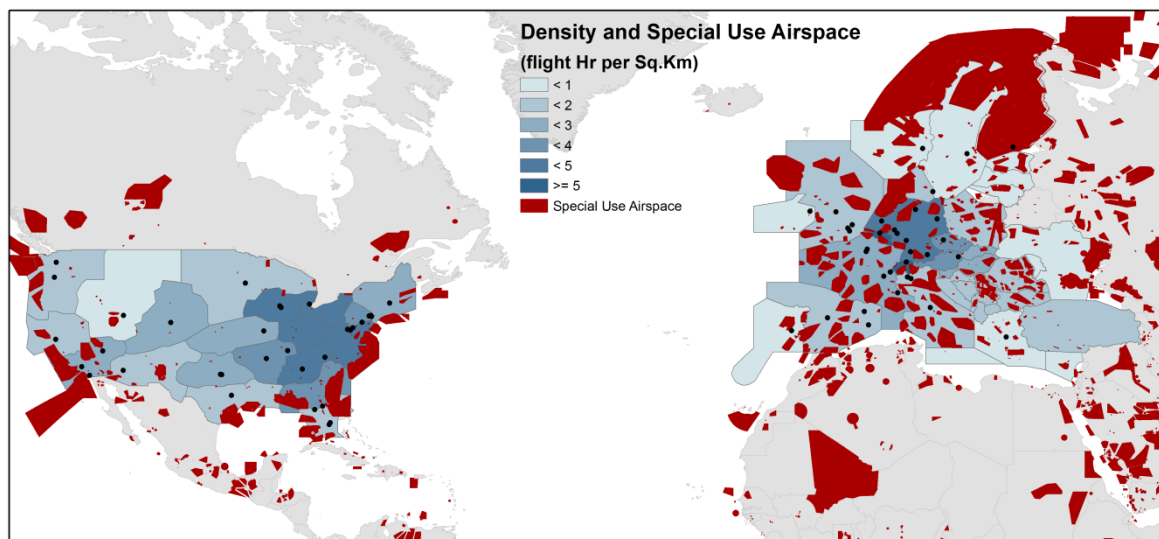 Density and Special Use Airspace
(flight Hr per Sq.Km)
< 1
< 2
< 3
< 4
< 5
>= 5
Special Use Airspace